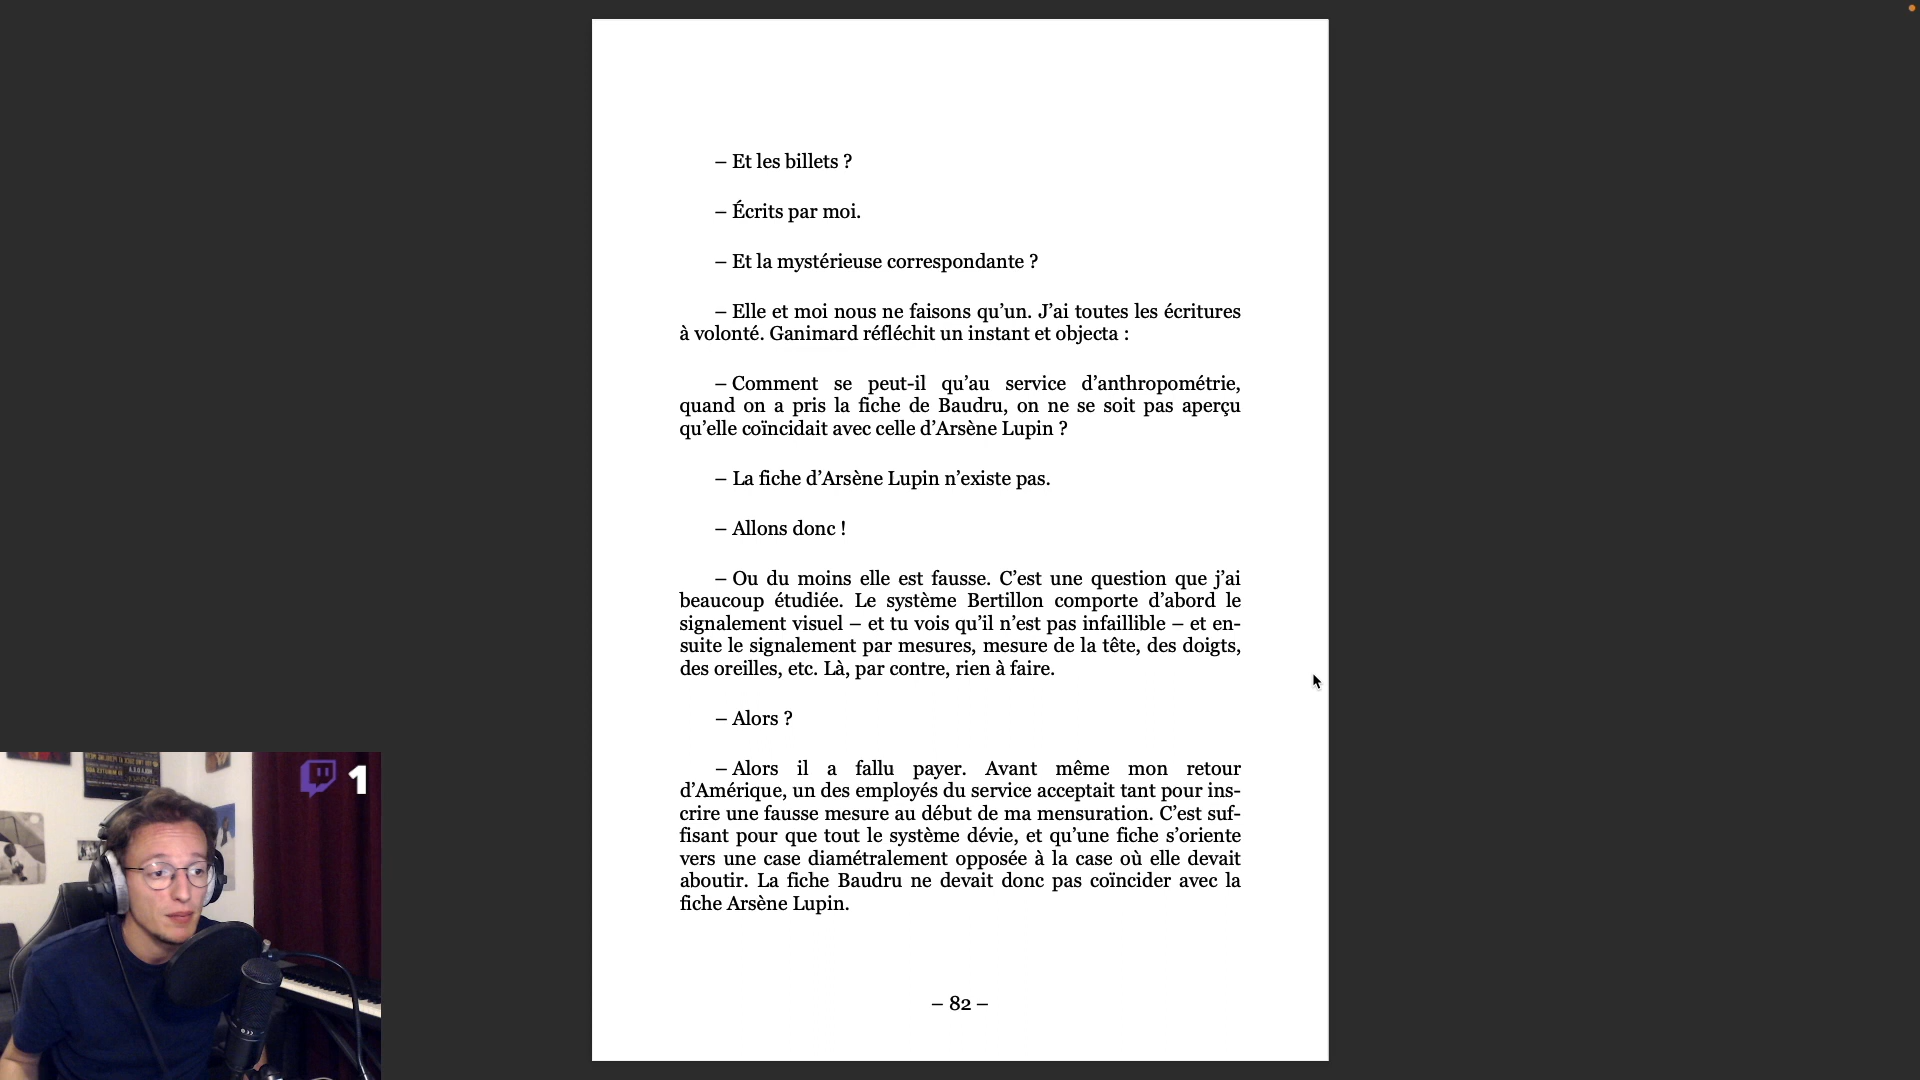 – Et les billets ?
– Écrits par moi.
– Et la mystérieuse correspondante ?
– Elle et moi nous ne faisons qu’un. J’ai toutes les écritures
à volonté. Ganimard réfléchit un instant et objecta :
– Comment se peut-il qu’au service d’anthropométrie,
quand on a pris la fiche de Baudru, on ne se soit pas aperçu
qu’elle coïncidait avec celle d’Arsène Lupin ?
– La fiche d’Arsène Lupin n’existe pas.
– Allons donc !
– Ou du moins elle est fausse. C’est une question que j’ai
beaucoup étudiée. Le système Bertillon comporte d’abord le
signalement visuel – et tu vois qu’il n’est pas infaillible – et en-
suite le signalement par mesures, mesure de la tête, des doigts,
des oreilles, etc. Là, par contre, rien à faire.
– Alors ?
– Alors il a fallu payer. Avant même mon retour
d’Amérique, un des employés du service acceptait tant pour ins-
crire une fausse mesure au début de ma mensuration. C’est suf-
fisant pour que tout le système dévie, et qu’une fiche s’oriente
vers une case diamétralement opposée à la case où elle devait
aboutir. La fiche Baudru ne devait donc pas coïncider avec la
fiche Arsène Lupin.
– 82 –
1